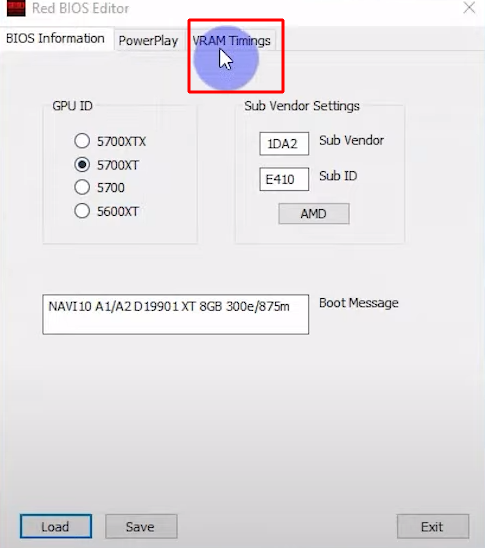 Red BIOS Editor
BIOS Information PowerPlay VRAM Timings
GPU ID
5700XTX
5700XT
5700
5600XT
Sub Vendor Settings
1DA2 Sub Vendor
E410 Sub ID
AMD
NAVI10 A1/A2 D19901 XT 8GB 300e/875m Boot Message
Load Save Exit